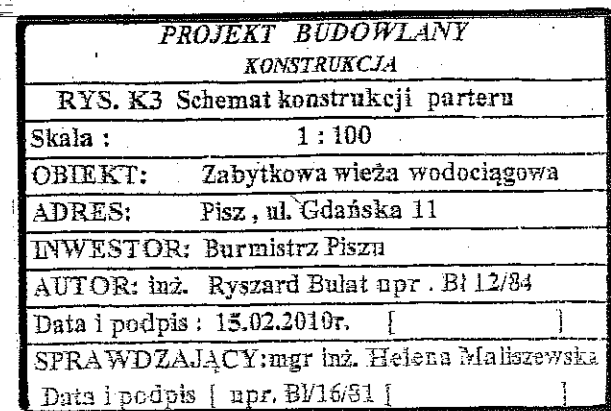 PROJEKT BUDOWLANY
KONSTRUKCJA
RYS. K3 Schemat konstrukcji parteru
Skala : 1 : 100
OBIEKT: Zabytkowa wieża wodociągowa
ADRES: Pisz , ul. Gdańska 11
INWESTOR: Burmistrz Piszu
AUTOR: inż. Ryszard Bułat upr . Bł 12/84
Data i podpis : 15.02.2010r. [ ]
SPRAWDZAJĄCY:mgr inż. Helena Maliszewska
Data i podpis [ upr. Bł/16/81 [ ]